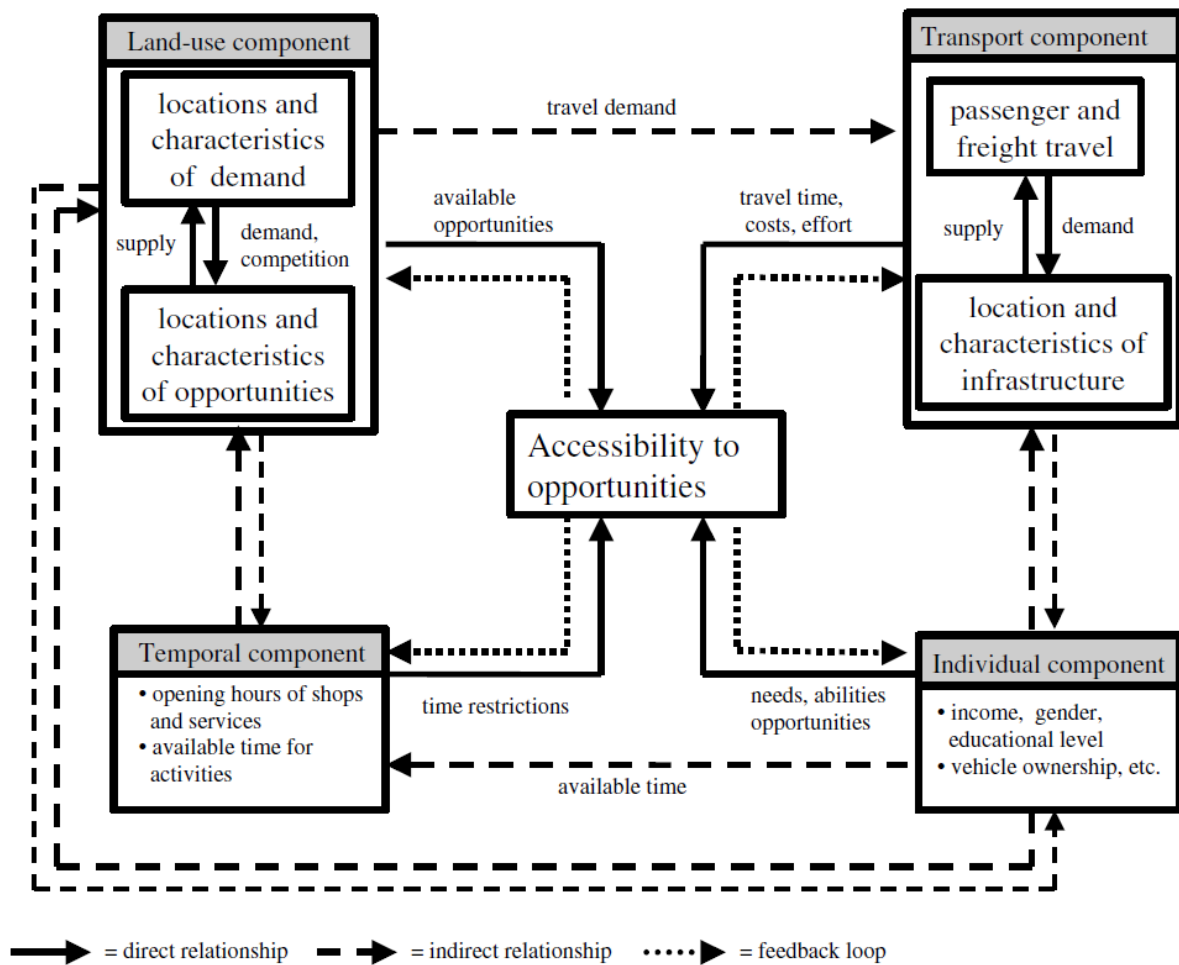 Land-use component
locations and
characteristics
of demand
supply
demand,
competition
locations and
characteristics
of opportunities
travel demand
available
opportunities
travel time,
costs, effort
Transport component
passenger and
freight travel
supply
demand
location and
characteristics of
infrastructure
Accessibility to
opportunities
Temporal component
• opening hours of shops
and services
• available time for
activities
time restrictions
needs, abilities
opportunities
available time
Individual component
• income, gender,
educational level
• vehicle ownership, etc.
= direct relationship
= indirect relationship
= feedback loop